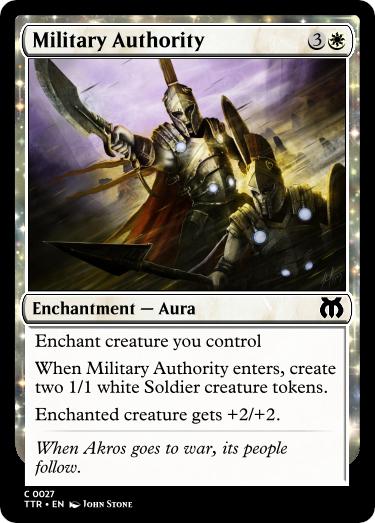 Military Authority 3
Enchantment — Aura
Enchant creature you control
When Military Authority enters, create
two 1/1 white Soldier creature tokens.
Enchanted creature gets +2/+2.
When Akros goes to war, its people
follow.
C 0027
TTR • EN John Stone